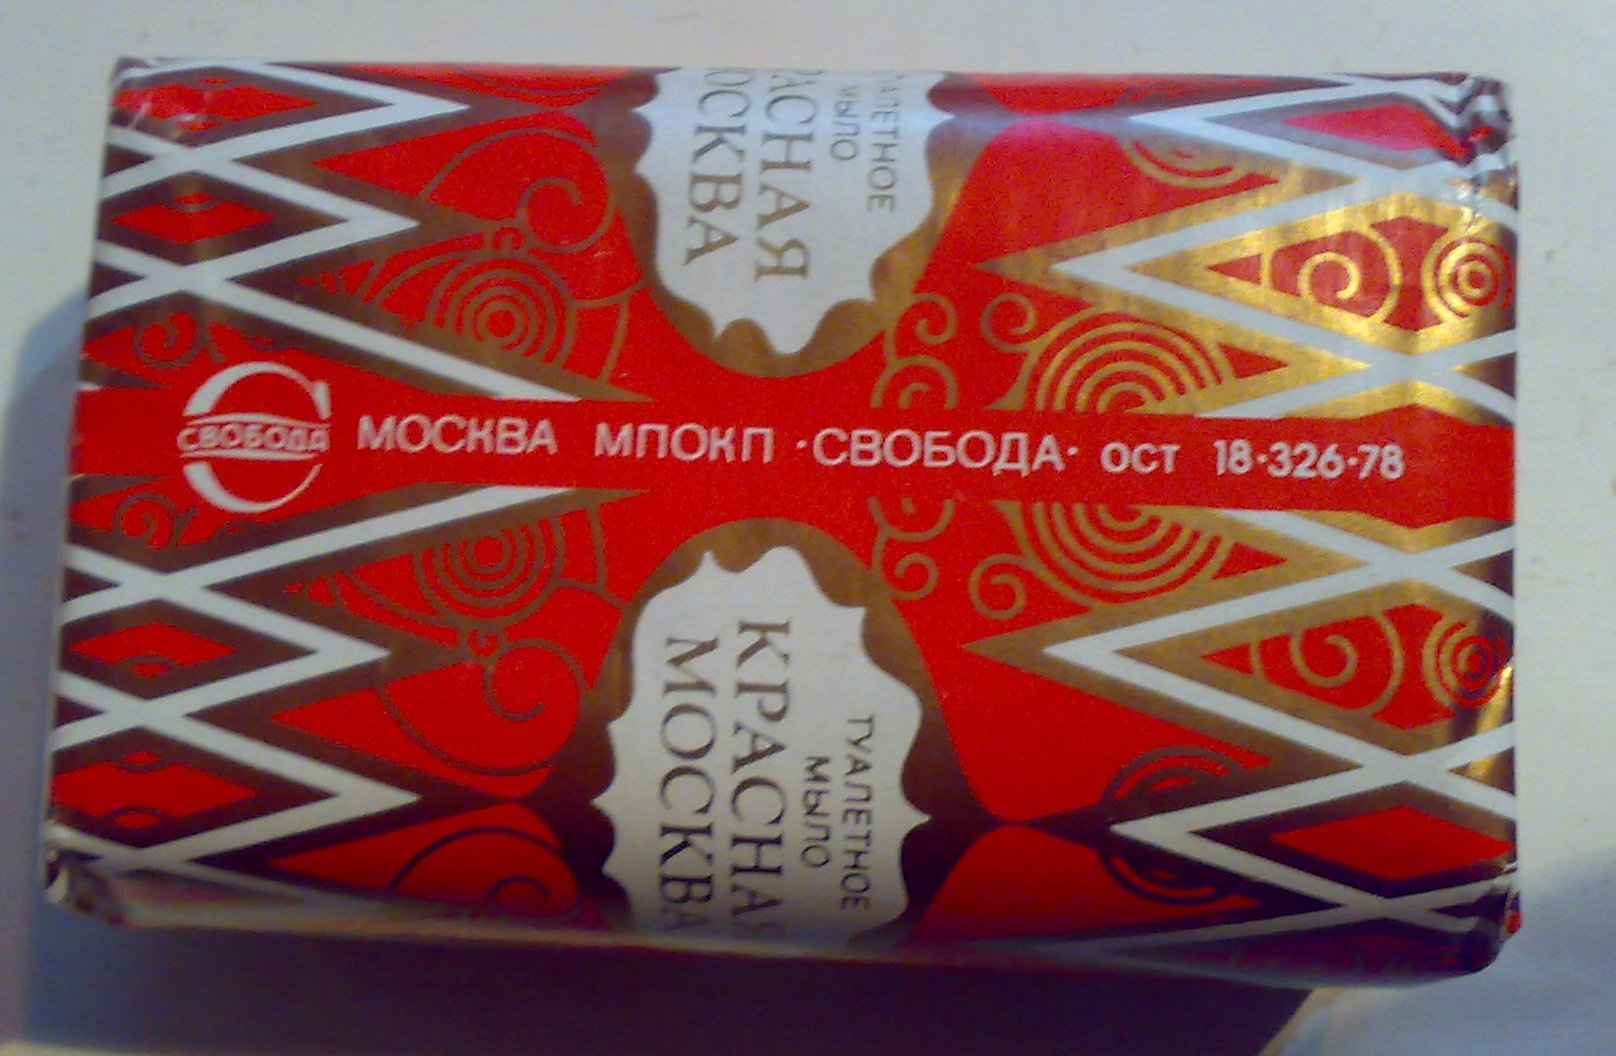 СВОБОДА
МОСКВА МПОКП ·СВОБОДА· ОСТ 18·326·78
ТУАЛЕТНОЕ
МЫЛО
КРАСНАЯ
МОСКВА
ТУАЛЕТНОЕ
МЫЛО
КРАСНАЯ
МОСКВА